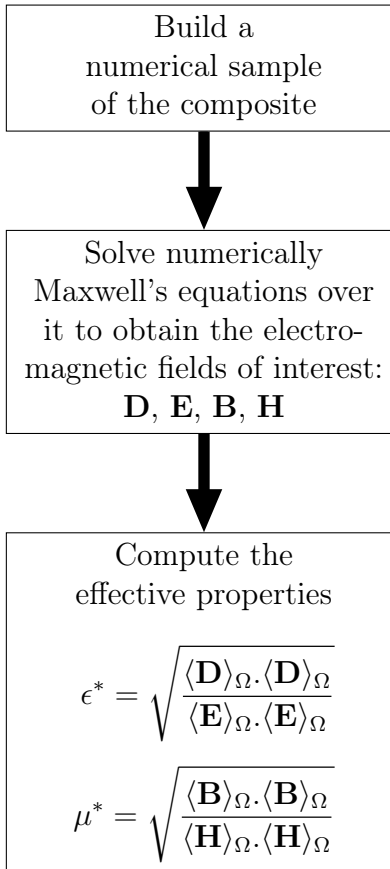 Build a
numerical sample
of the composite
Solve numerically
Maxwell's equations over
it to obtain the electro-
magnetic fields of interest:
D, E, B, H
Compute the
effective properties
ϵ* = √(⟨D⟩Ω.⟨D⟩Ω / ⟨E⟩Ω.⟨E⟩Ω)
μ* = √(⟨B⟩Ω.⟨B⟩Ω / ⟨H⟩Ω.⟨H⟩Ω)